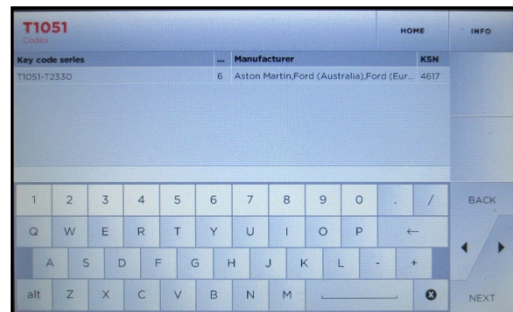 T1051
Codes
HOME
INFO
Key code series ... Manufacturer KSN
T1051-T2330 6 Aston Martin,Ford (Australia),Ford (Eur... 4617
1 2 3 4 5 6 7 8 9 0 . /
BACK
Q W E R T Y U I O P ←
A S D F G H J K L - +
alt Z X C V B N M
NEXT